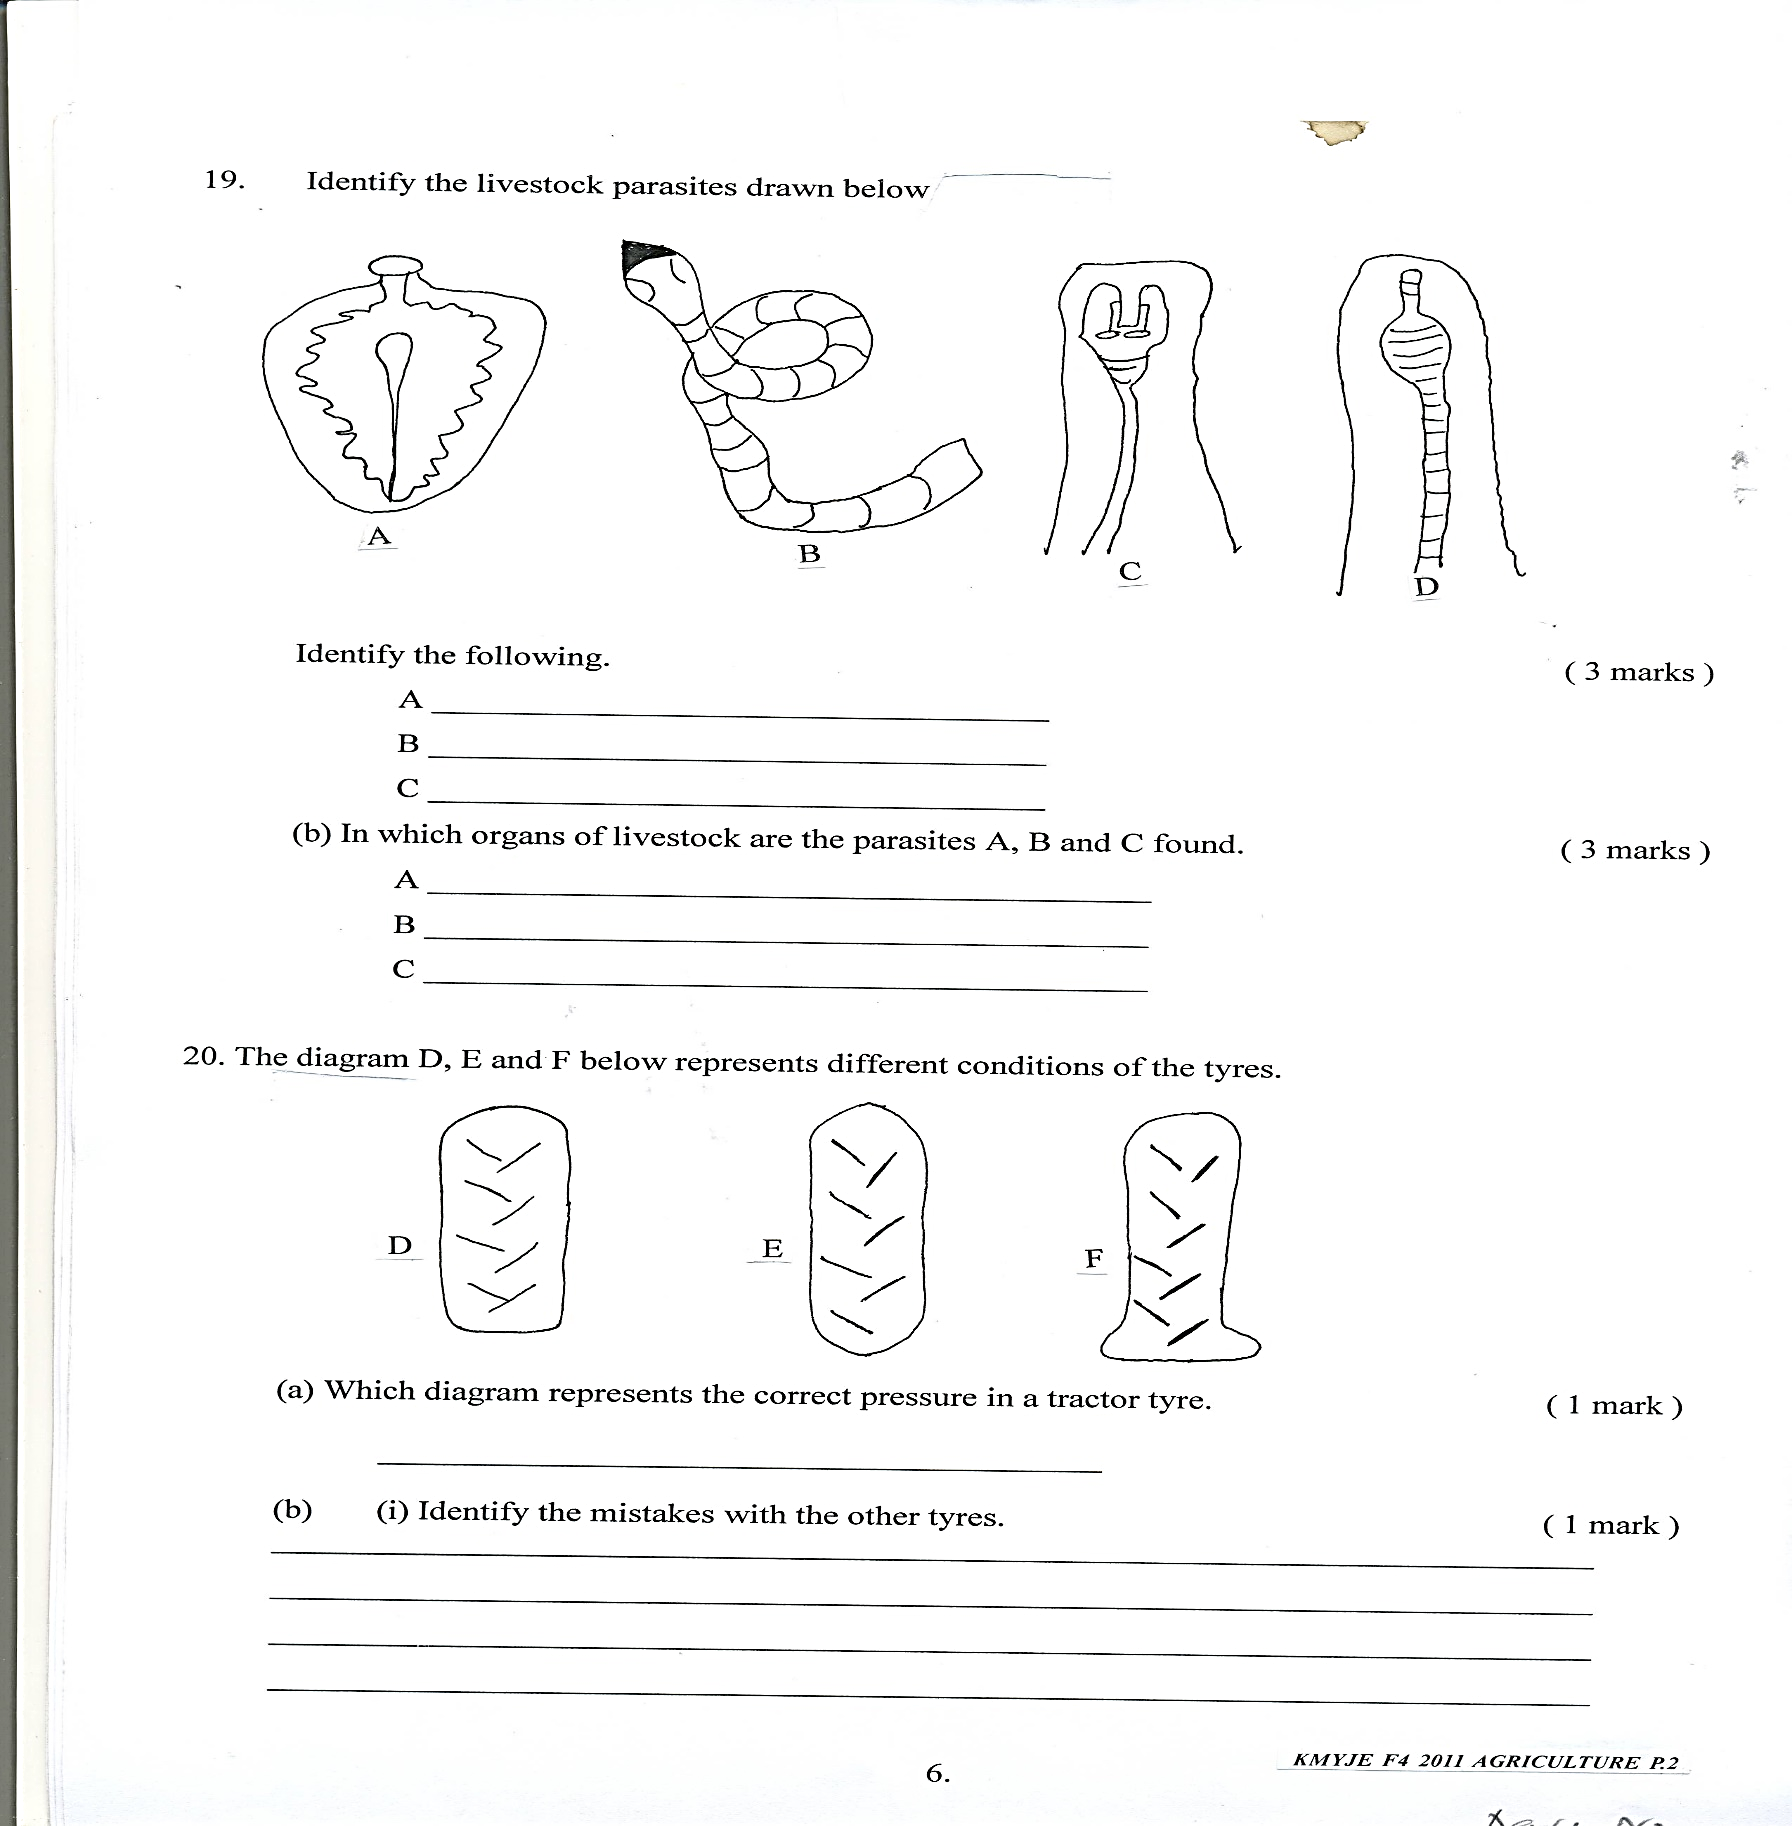 19. Identify the livestock parasites drawn below
A
B
C
D
Identify the following. ( 3 marks )
A
B
C
(b) In which organs of livestock are the parasites A, B and C found. ( 3 marks )
A
B
C
20. The diagram D, E and F below represents different conditions of the tyres.
D
E
F
(a) Which diagram represents the correct pressure in a tractor tyre. ( 1 mark )
(b) (i) Identify the mistakes with the other tyres. ( 1 mark )
6.
KMYJE F4 2011 AGRICULTURE P.2